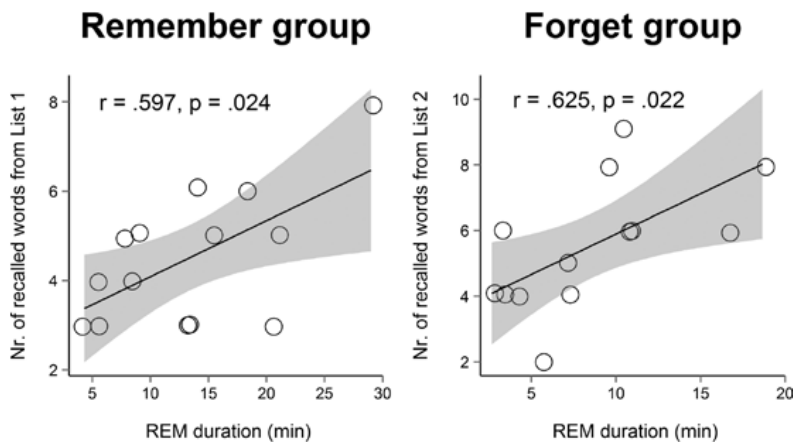 Remember group
Forget group
Nr. of recalled words from List 1
8
6
4
2
r = .597, p = .024
5
10
15
20
25
30
REM duration (min)
Nr. of recalled words from List 2
10
8
6
4
2
r = .625, p = .022
5
10
15
20
REM duration (min)